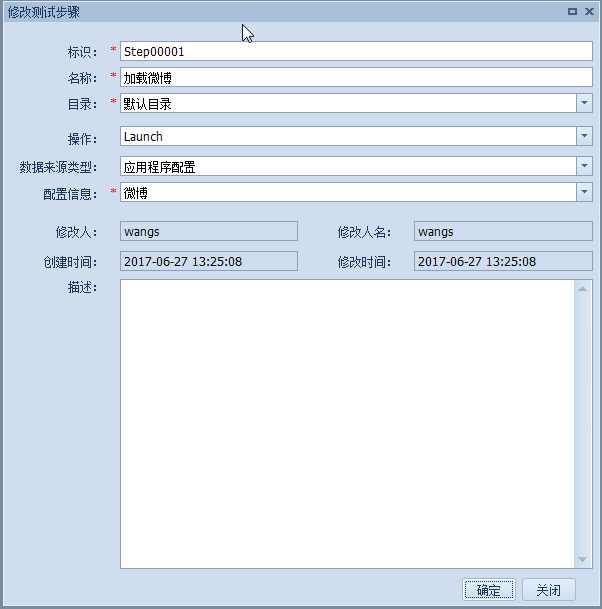 修改测试步骤
标识： * Step00001
名称： * 加载微博
目录： * 默认目录
操作： Launch
数据来源类型： 应用程序配置
配置信息： * 微博
修改人： wangs 修改人名： wangs
创建时间： 2017-06-27 13:25:08 修改时间： 2017-06-27 13:25:08
描述：
确定 关闭